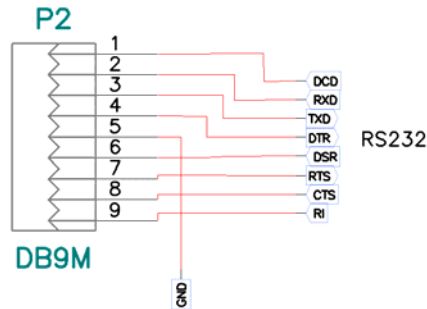 P2
1
2
3
4
5
6
7
8
9
DCD
RXD
TXD
DTR
DSR
RTS
CTS
RI
RS232
DB9M
GND